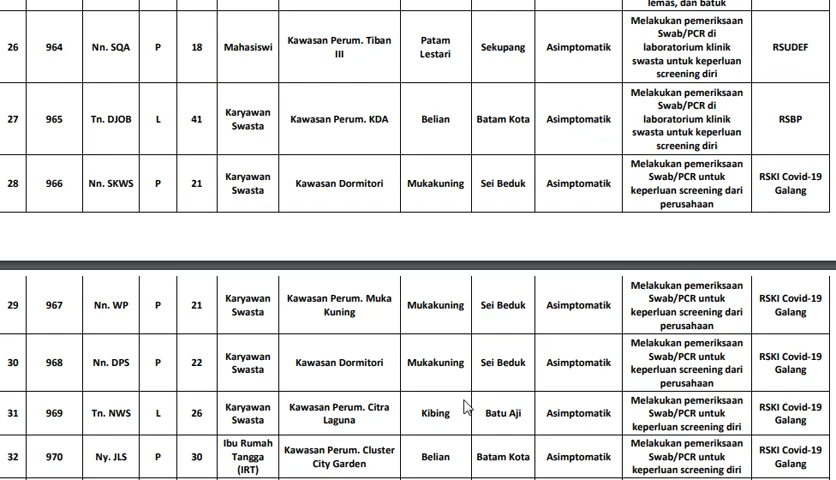 lemas, dan batuk
26 964 Nn. SQA P 18 Mahasiswi Kawasan Perum. Tiban III Patam Lestari Sekupang Asimptomatik Melakukan pemeriksaan Swab/PCR di laboratorium klinik swasta untuk keperluan screening diri RSUDEF
27 965 Tn. DJOB L 41 Karyawan Swasta Kawasan Perum. KDA Belian Batam Kota Asimptomatik Melakukan pemeriksaan Swab/PCR di laboratorium klinik swasta untuk keperluan screening diri RSBP
28 966 Nn. SKWS P 21 Karyawan Swasta Kawasan Dormitori Mukakuning Sei Beduk Asimptomatik Melakukan pemeriksaan Swab/PCR untuk keperluan screening dari perusahaan RSKI Covid-19 Galang
29 967 Nn. WP P 21 Karyawan Swasta Kawasan Perum. Muka Kuning Mukakuning Sei Beduk Asimptomatik Melakukan pemeriksaan Swab/PCR untuk keperluan screening dari perusahaan RSKI Covid-19 Galang
30 968 Nn. DPS P 22 Karyawan Swasta Kawasan Dormitori Mukakuning Sei Beduk Asimptomatik Melakukan pemeriksaan Swab/PCR untuk keperluan screening dari perusahaan RSKI Covid-19 Galang
31 969 Tn. NWS L 26 Karyawan Swasta Kawasan Perum. Citra Laguna Kibing Batu Aji Asimptomatik Melakukan pemeriksaan Swab/PCR untuk keperluan screening diri RSKI Covid-19 Galang
32 970 Ny. JLS P 30 Ibu Rumah Tangga (IRT) Kawasan Perum. Cluster City Garden Belian Batam Kota Asimptomatik Melakukan pemeriksaan Swab/PCR untuk keperluan screening diri RSKI Covid-19 Galang